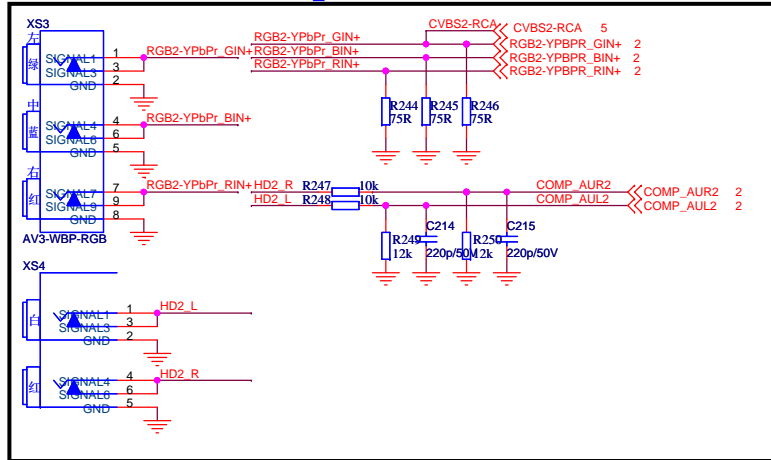 XS3
左
绿
SIGNAL1 1
SIGNAL3 3
GND 2
RGB2-YPbPr_GIN+
中
蓝
SIGNAL4 4
SIGNAL6 6
GND 5
RGB2-YPbPr_BIN+
右
红
SIGNAL7 7
SIGNAL9 9
GND 8
RGB2-YPbPr_RIN+
AV3-WBP-RGB
CVBS2-RCA CVBS2-RCA 5
RGB2-YPbPr_GIN+ RGB2-YPBPR_GIN+ 2
RGB2-YPbPr_BIN+ RGB2-YPBPR_BIN+ 2
RGB2-YPbPr_RIN+ RGB2-YPBPR_RIN+ 2
R244 R245 R246
75R 75R 75R
HD2_R R247 10k COMP_AUR2 COMP_AUR2 2
HD2_L R248 10k COMP_AUL2 COMP_AUL2 2
C214 C215
R249 R250
12k 220p/50V 12k 220p/50V
XS4
白
SIGNAL1 1 HD2_L
SIGNAL3 3
GND 2
红
SIGNAL4 4 HD2_R
SIGNAL6 6
GND 5